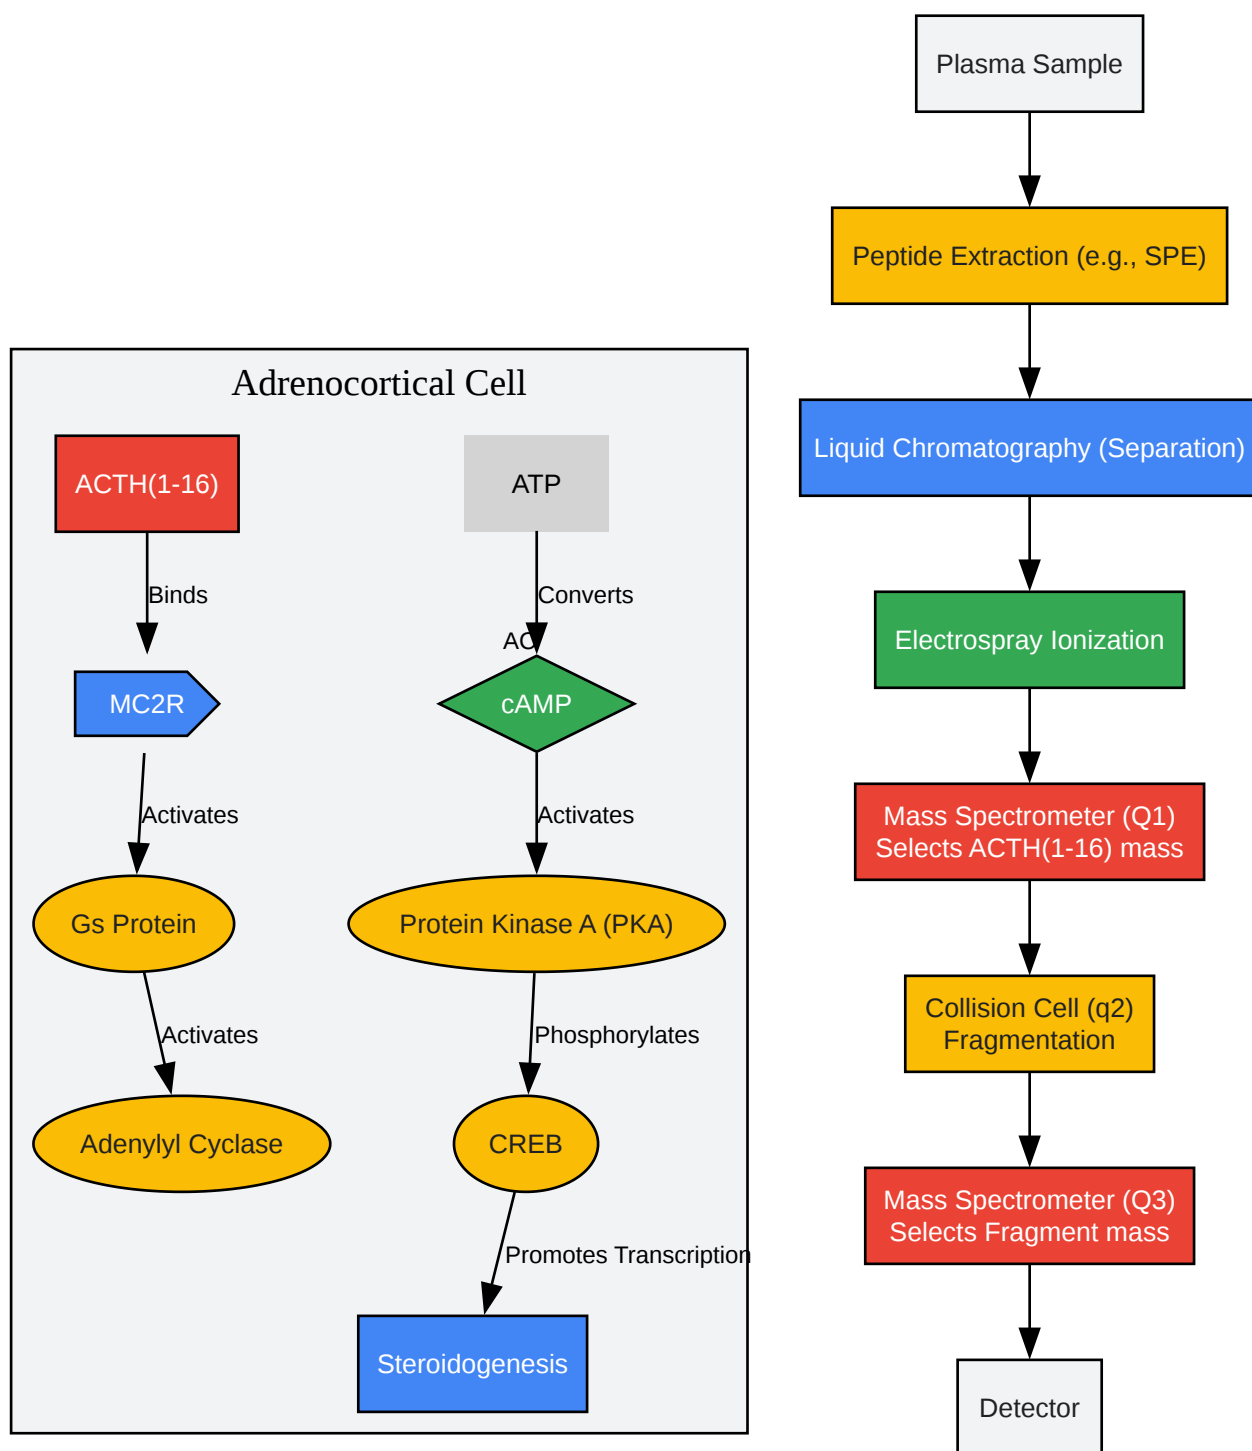 Adrenocortical Cell
ACTH(1-16)
Binds
MC2R
Activates
Gs Protein
Activates
Adenylyl Cyclase
ATP
Converts
AC
cAMP
Activates
Protein Kinase A (PKA)
Phosphorylates
CREB
Promotes Transcription
Steroidogenesis
Plasma Sample
Peptide Extraction (e.g., SPE)
Liquid Chromatography (Separation)
Electrospray Ionization
Mass Spectrometer (Q1)
Selects ACTH(1-16) mass
Collision Cell (q2)
Fragmentation
Mass Spectrometer (Q3)
Selects Fragment mass
Detector